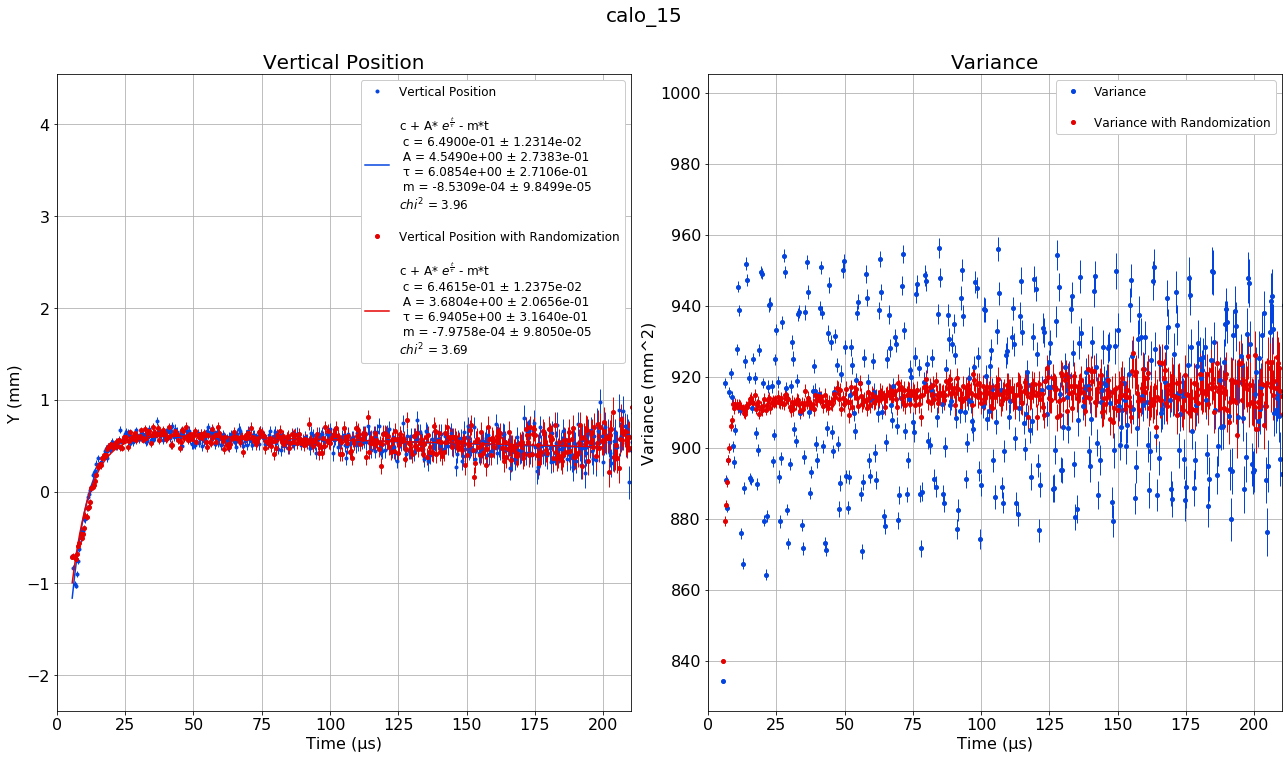 calo_15
Vertical Position
Vertical Position
c + A* e^{t/τ} - m*t
c = 6.4900e-01 ± 1.2314e-02
A = 4.5490e+00 ± 2.7383e-01
τ = 6.0854e+00 ± 2.7106e-01
m = -8.5309e-04 ± 9.8499e-05
chi² = 3.96
Vertical Position with Randomization
c + A* e^{t/τ} - m*t
c = 6.4615e-01 ± 1.2375e-02
A = 3.6804e+00 ± 2.0656e-01
τ = 6.9405e+00 ± 3.1640e-01
m = -7.9758e-04 ± 9.8050e-05
chi² = 3.69
Y (mm)
4
3
2
1
0
−1
−2
0 25 50 75 100 125 150 175 200
Time (μs)
Variance
Variance
Variance with Randomization
Variance (mm^2)
1000
980
960
940
920
900
880
860
840
0 25 50 75 100 125 150 175 200
Time (μs)